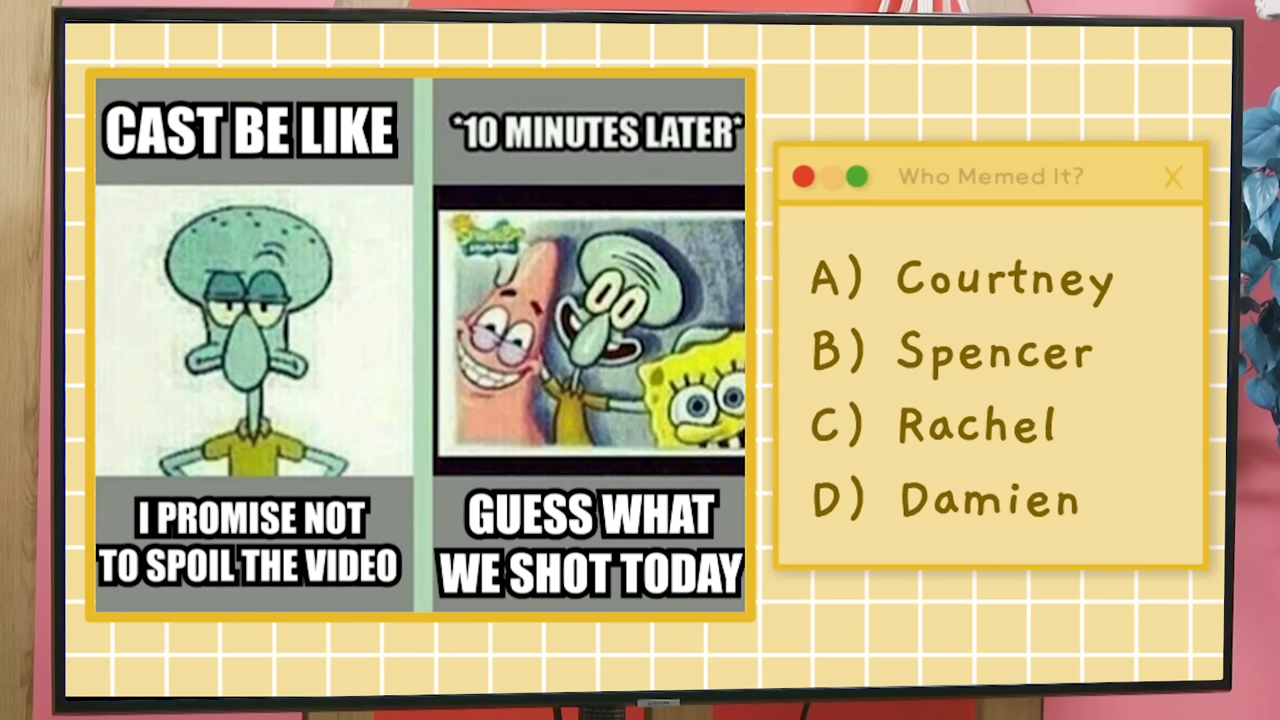 CAST BE LIKE
I PROMISE NOT
TO SPOIL THE VIDEO
*10 MINUTES LATER*
GUESS WHAT
WE SHOT TODAY
Who Memed It?
X
A) Courtney
B) Spencer
C) Rachel
D) Damien